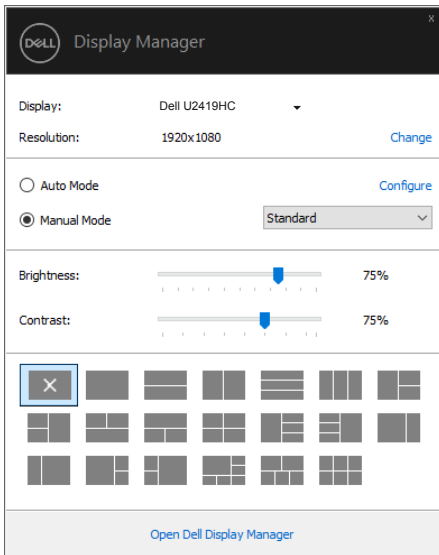 x
DELL Display Manager
Display: Dell U2419HC
Resolution: 1920x1080 Change
Auto Mode Configure
Manual Mode Standard
Brightness: 75%
Contrast: 75%
Open Dell Display Manager